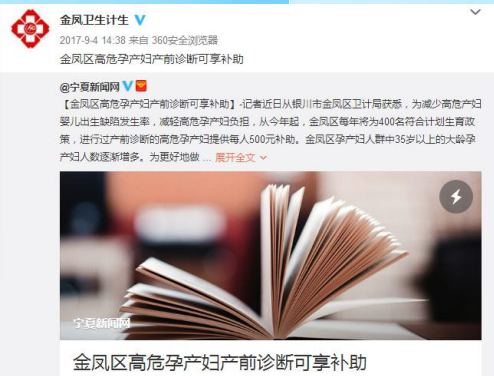 金凤卫生计生
2017-9-4 14:38 来自 360安全浏览器
金凤区高危孕产妇产前诊断可享补助
@宁夏新闻网
【金凤区高危孕产妇产前诊断可享补助】-记者近日从银川市金凤区卫计局获悉，为减少高危产妇
婴儿出生缺陷发生率，减轻高危孕产妇负担，从今年起，金凤区每年将为400名符合计划生育政
策，进行过产前诊断的高危孕产妇提供每人500元补助。金凤区孕产妇人群中35岁以上的大龄孕
产妇人数逐渐增多。为更好地做 ... 展开全文
宁夏新闻网
金凤区高危孕产妇产前诊断可享补助